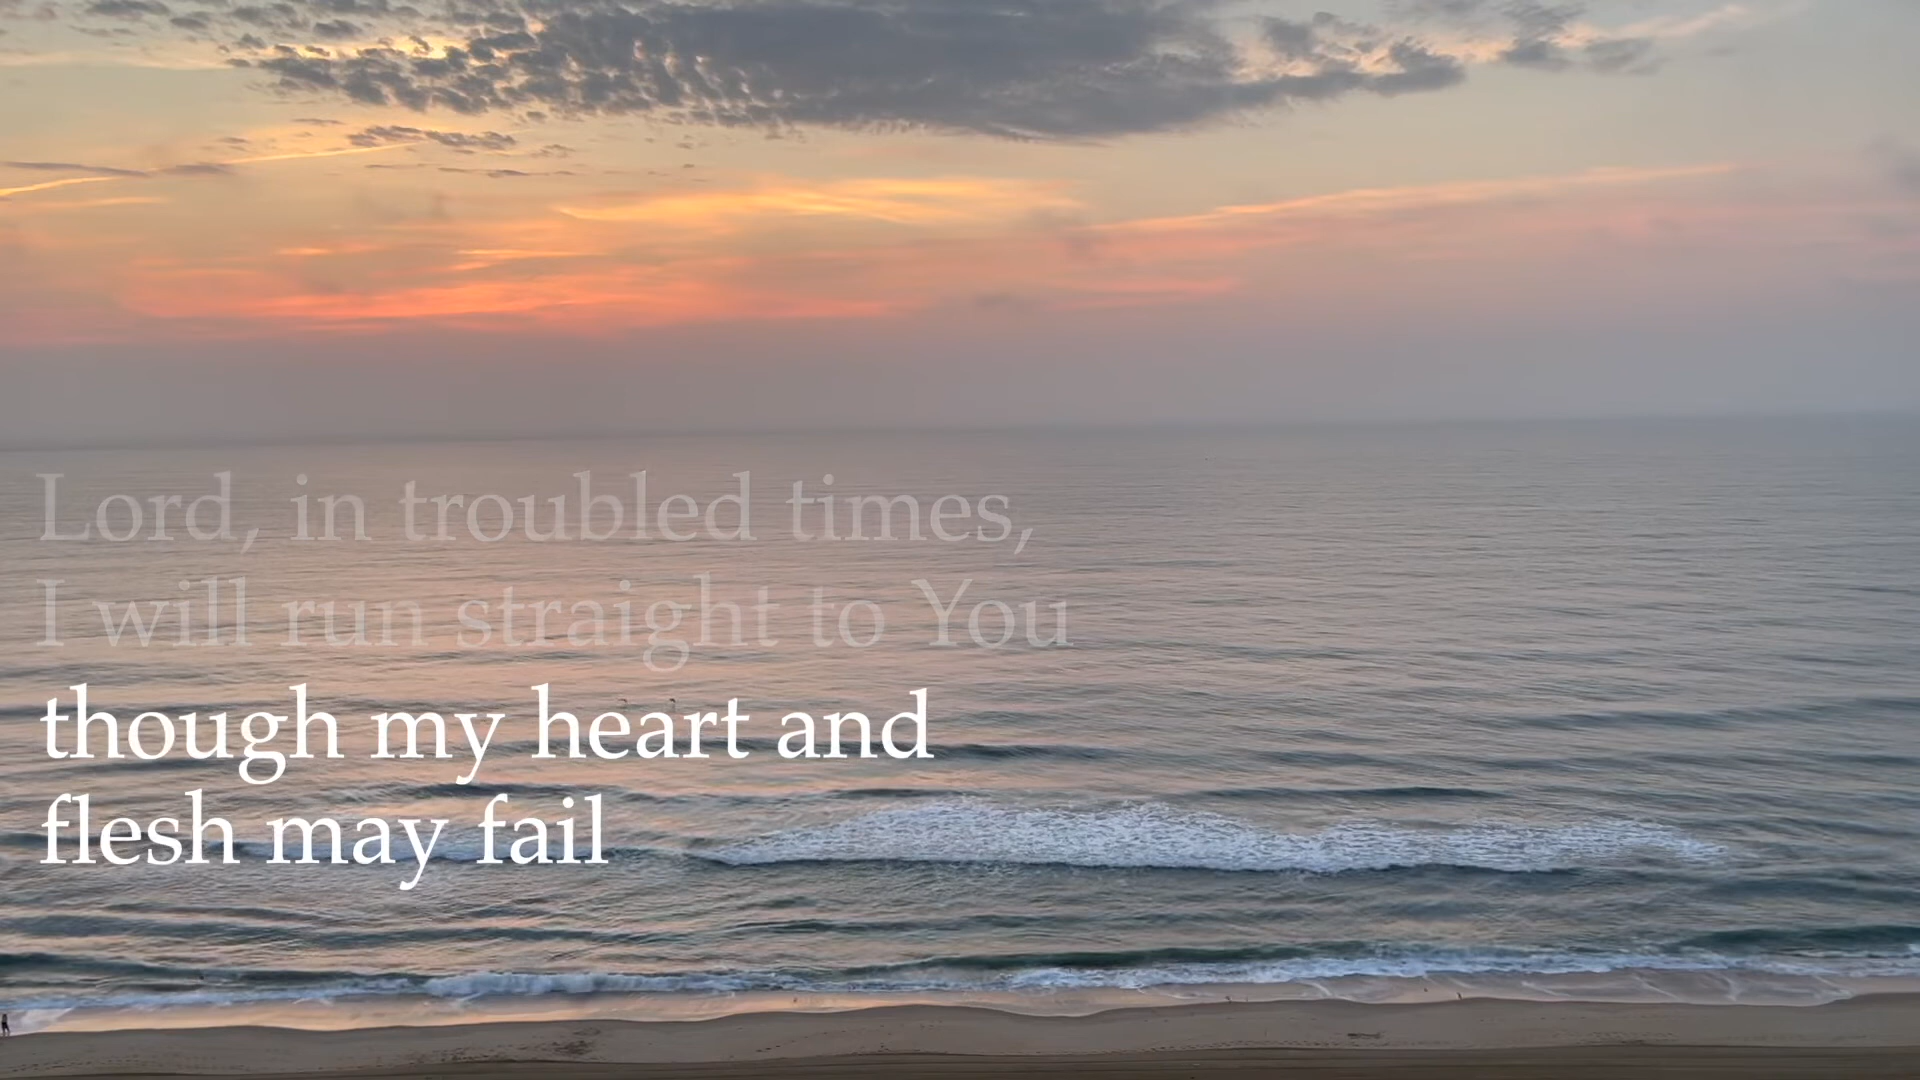 Lord, in troubled times,
I will run straight to You
though my heart and
flesh may fail